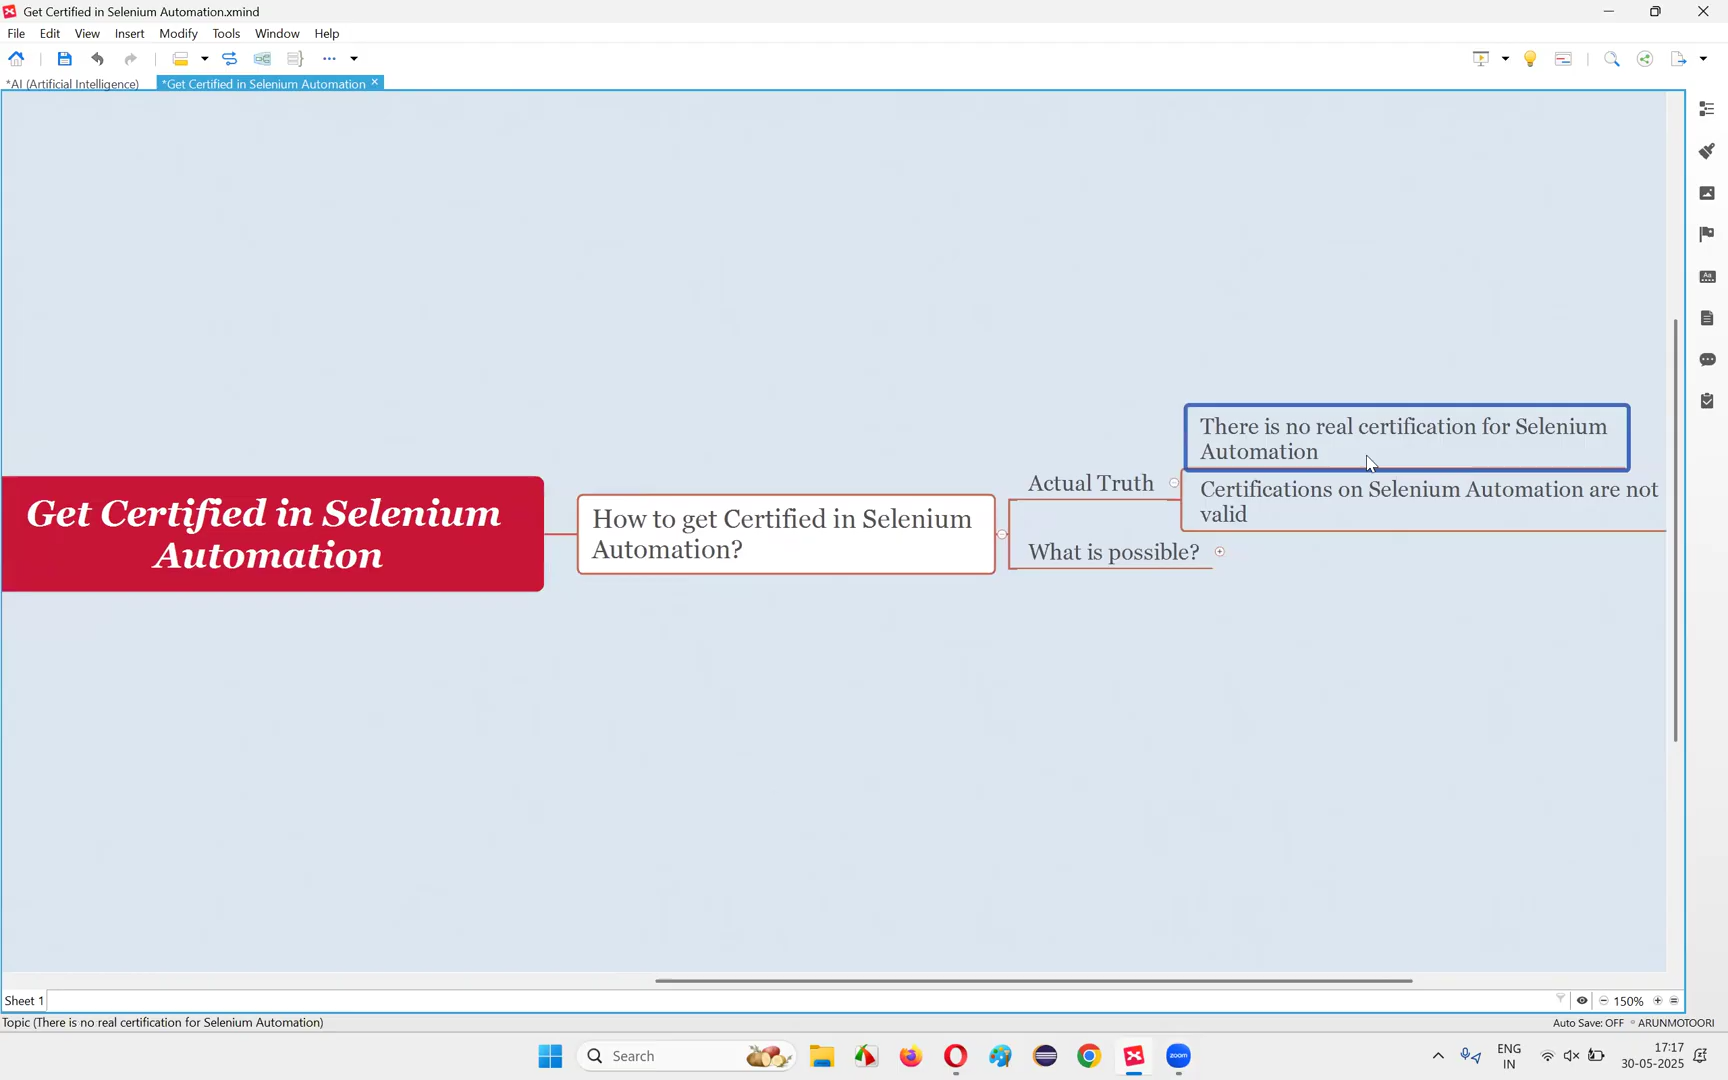 Get Certified in Selenium Automation.xmind
File Edit View Insert Modify Tools Window Help
*AI (Artificial Intelligence)
*Get Certified in Selenium Automation
Get Certified in Selenium
Automation
How to get Certified in Selenium
Automation?
Actual Truth
There is no real certification for Selenium
Automation
Certifications on Selenium Automation are not
valid
What is possible?
Sheet 1
150%
Topic (There is no real certification for Selenium Automation)
Auto Save: OFF
ARUNMOTOORI
Search
zoom
ENG
IN
17:17
30-05-2025